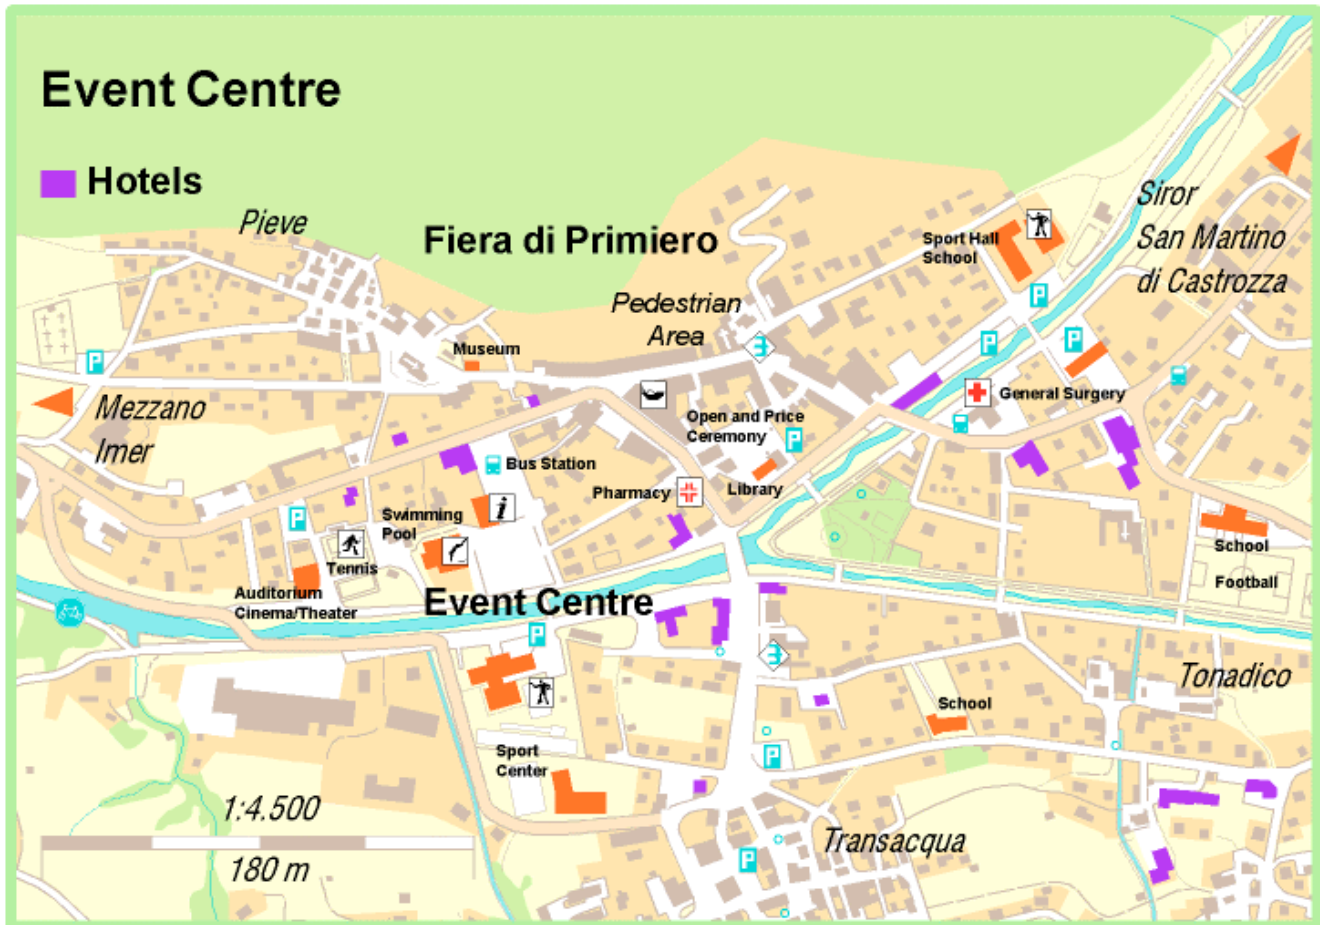 Event Centre
Hotels
Pieve
Fiera di Primiero
Siror
San Martino
di Castrozza
Sport Hall
School
Pedestrian
Area
Museum
P
P
P
P
Mezzano
Imer
General Surgery
Open and Price
Ceremony
P
Bus Station
Library
Pharmacy
i
P
Swimming
Pool
Tennis
School
Football
Auditorium
Cinema/Theater
Event Centre
P
Tonadico
School
Sport
Center
P
1:4.500
180 m
Transacqua
P